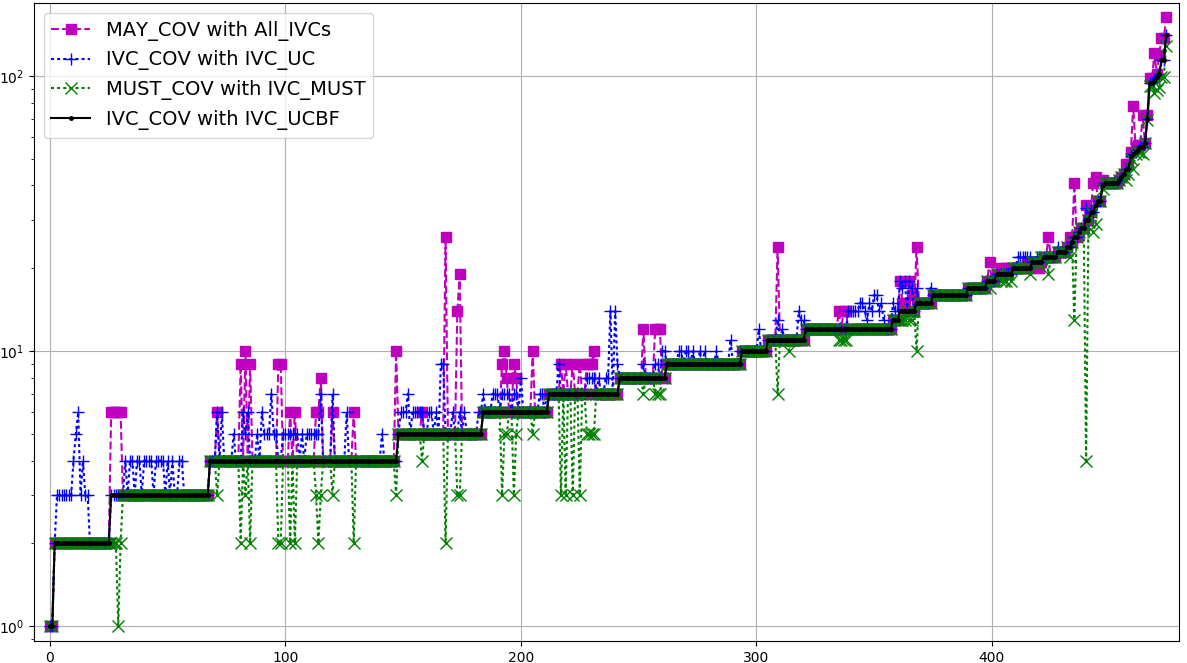 MAY_COV with All_IVCs
IVC_COV with IVC_UC
MUST_COV with IVC_MUST
IVC_COV with IVC_UCBF
10²
10¹
10⁰
0 100 200 300 400